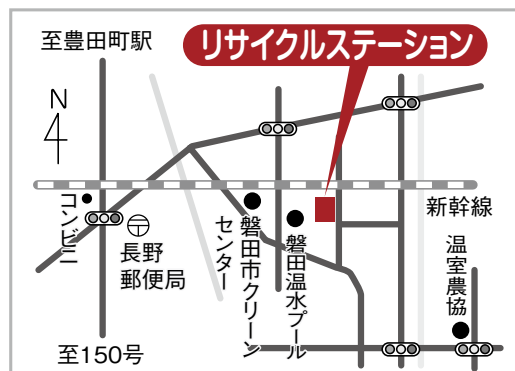 至豊田町駅
リサイクルステーション
N
コンビニ
長野
郵便局
磐田市クリーン
センター
磐田温水プール
新幹線
温室農協
至150号